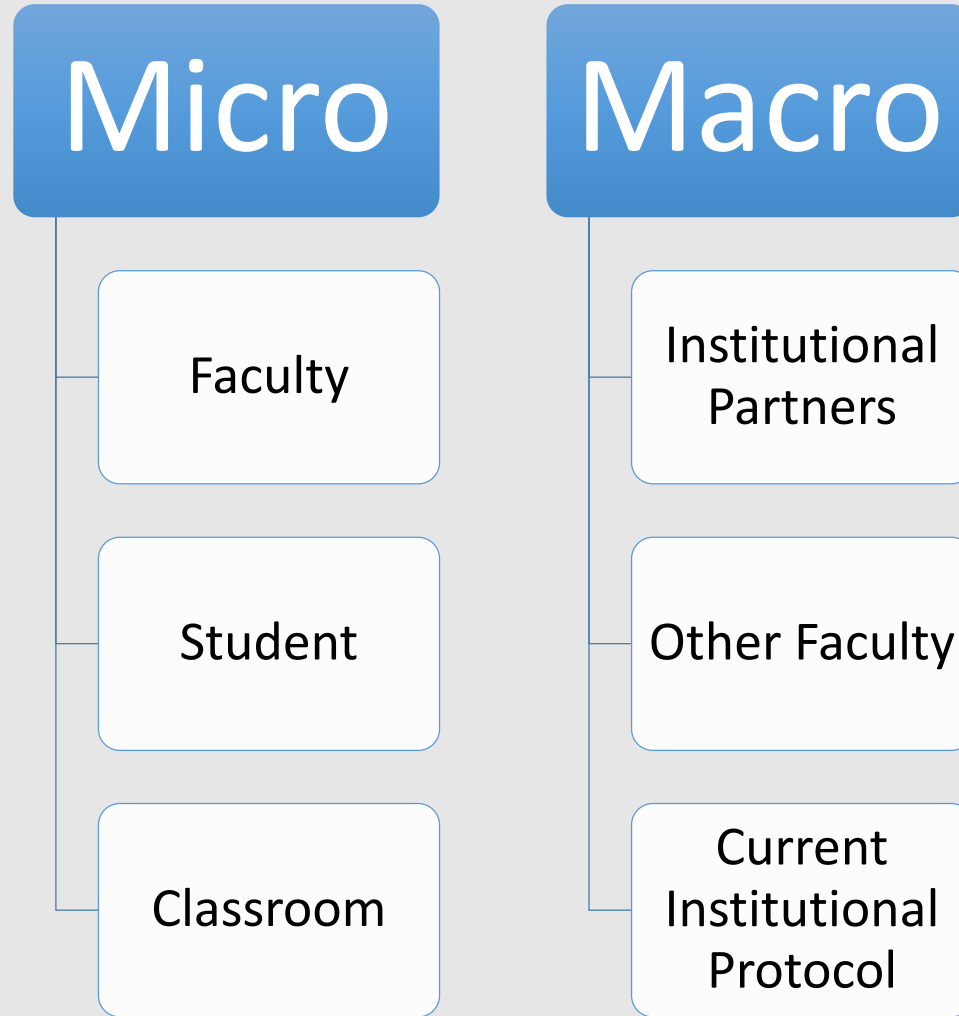 Micro
Faculty
Student
Classroom
Macro
Institutional
Partners
Other Faculty
Current
Institutional
Protocol